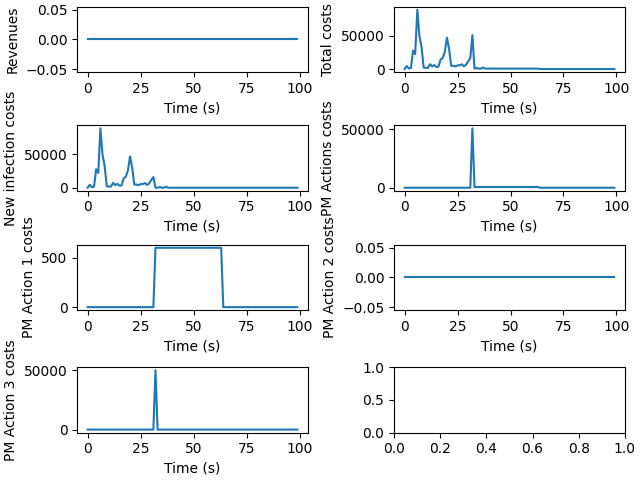 Revenues
0.05
0.00
−0.05
0 25 50 75 100
Time (s)
Total costs
50000
0
0 25 50 75 100
Time (s)
New infection costs
50000
0
0 25 50 75 100
Time (s)
PM Actions costs
50000
0
0 25 50 75 100
Time (s)
PM Action 1 costs
500
0
0 25 50 75 100
Time (s)
PM Action 2 costs
0.05
0.00
−0.05
0 25 50 75 100
Time (s)
PM Action 3 costs
50000
0
0 25 50 75 100
Time (s)
1.0
0.5
0.0
0.0 0.2 0.4 0.6 0.8 1.0